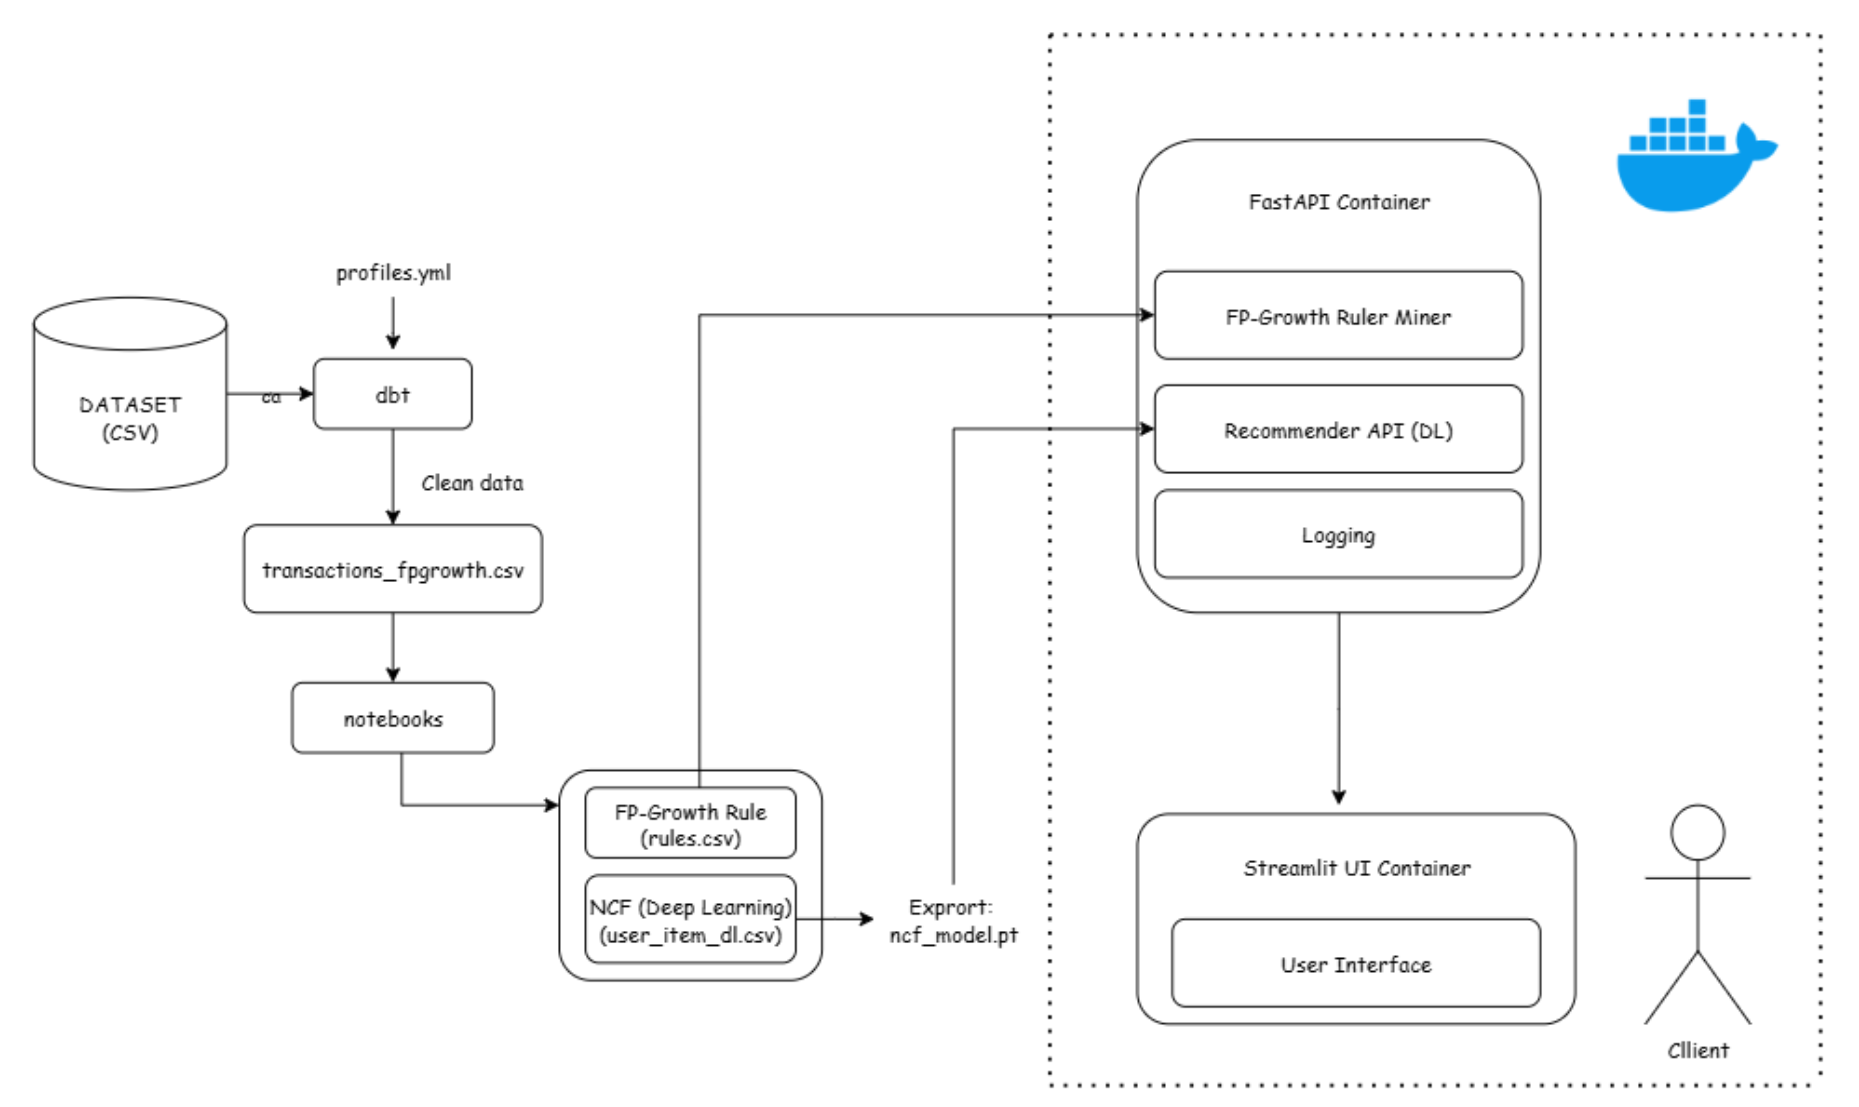 profiles.yml
DATASET
(CSV)
ca
dbt
Clean data
transactions_fpgrowth.csv
notebooks
FP-Growth Rule
(rules.csv)
NCF (Deep Learning)
(user_item_dl.csv)
Exprort:
ncf_model.pt
FastAPI Container
FP-Growth Ruler Miner
Recommender API (DL)
Logging
Streamlit UI Container
User Interface
Cllient